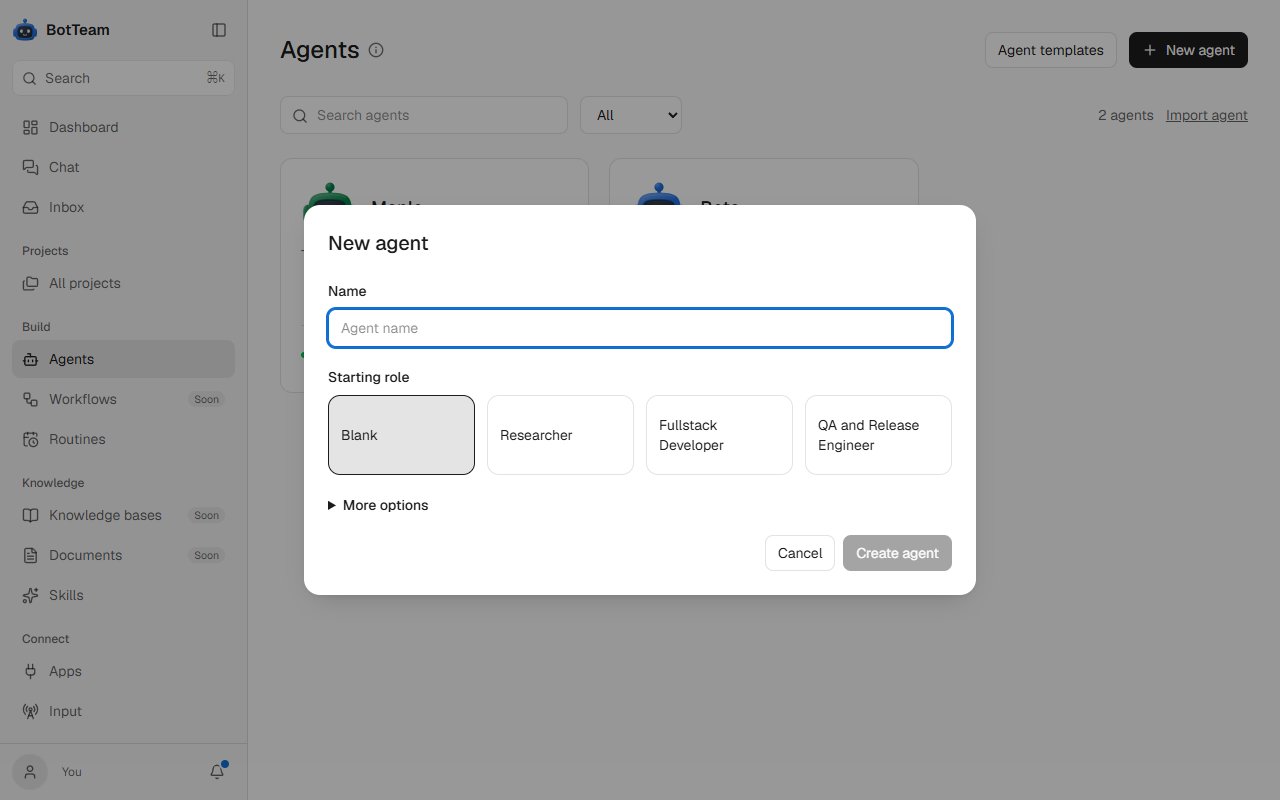 BotTeam
Search
⌘K
Dashboard
Chat
Inbox
Projects
All projects
Build
Agents
Workflows
Soon
Routines
Knowledge
Knowledge bases
Soon
Documents
Soon
Skills
Connect
Apps
Input
You
Agents
Agent templates
New agent
Search agents
All
2 agents
Import agent
New agent
Name
Agent name
Starting role
Blank
Researcher
Fullstack
Developer
QA and Release
Engineer
More options
Cancel
Create agent